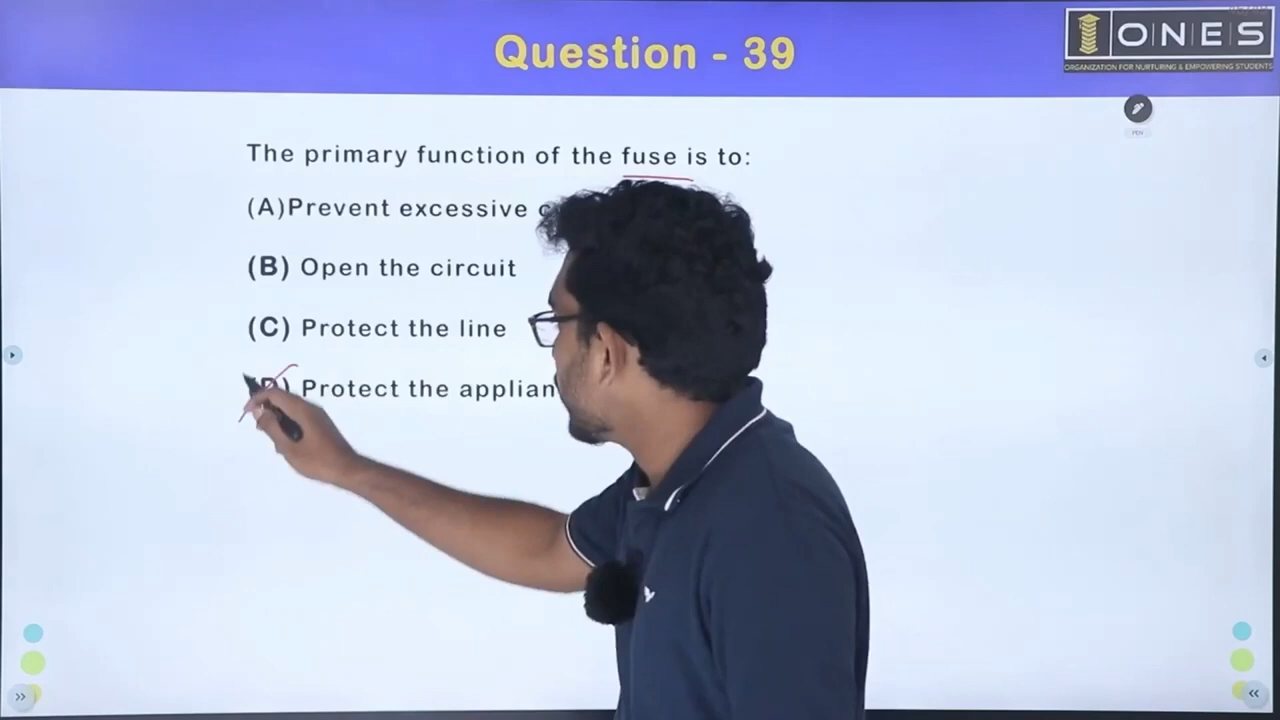 Question - 39
ONES
ORGANIZATION FOR NURTURING & EMPOWERING STUDENTS
PEN
The primary function of the fuse is to:
(A)Prevent excessive
(B) Open the circuit
(C) Protect the line
(D) Protect the applian